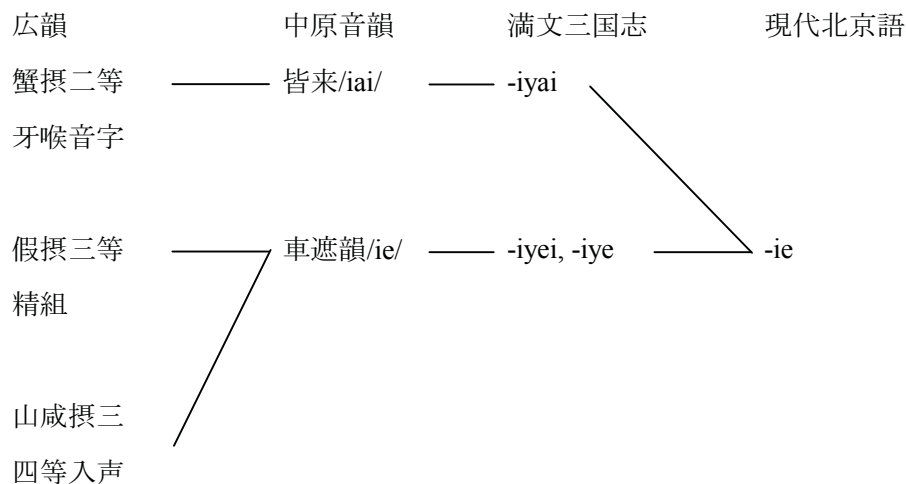 広韻 中原音韻 満文三国志 現代北京語
蟹摂二等 皆来/iai/ -iyai
牙喉音字
假摂三等 車遮韻/ie/ -iyei, -iye -ie
精組
山咸摂三
四等入声